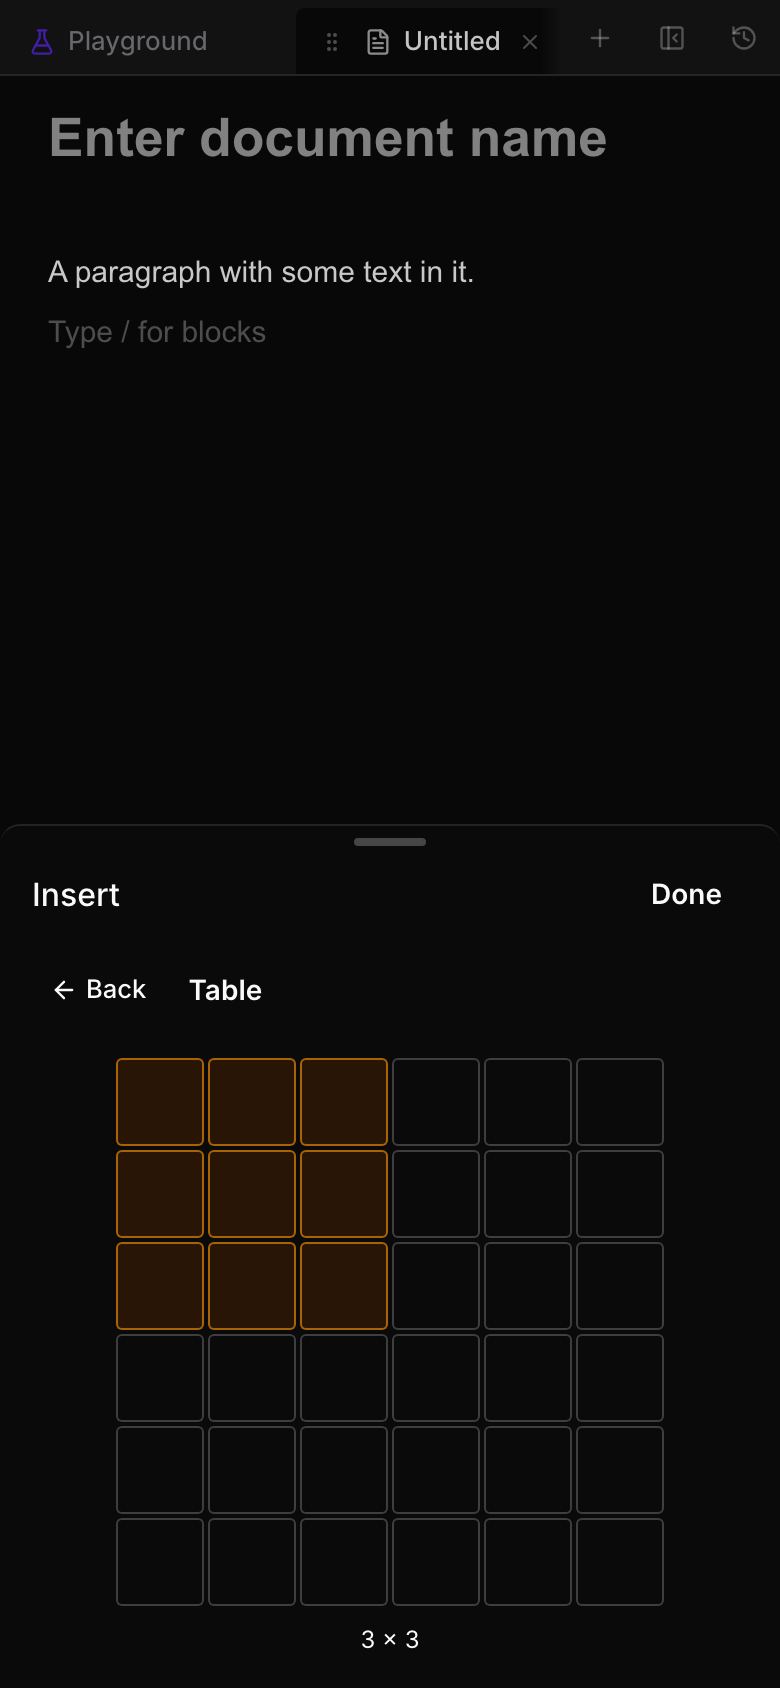 Playground
Untitled
Enter document name
A paragraph with some text in it.
Type / for blocks
Insert
Done
Back
Table
3 × 3